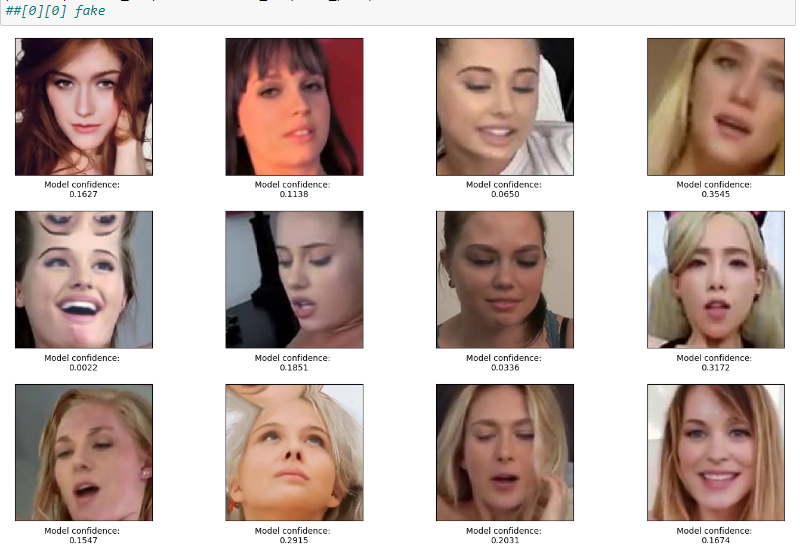 ##[0][0] fake
Model confidence:
0.1627
Model confidence:
0.1138
Model confidence:
0.0650
Model confidence:
0.3545
Model confidence:
0.0022
Model confidence:
0.1851
Model confidence:
0.0336
Model confidence:
0.3172
Model confidence:
0.1547
Model confidence:
0.2915
Model confidence:
0.2031
Model confidence:
0.1674